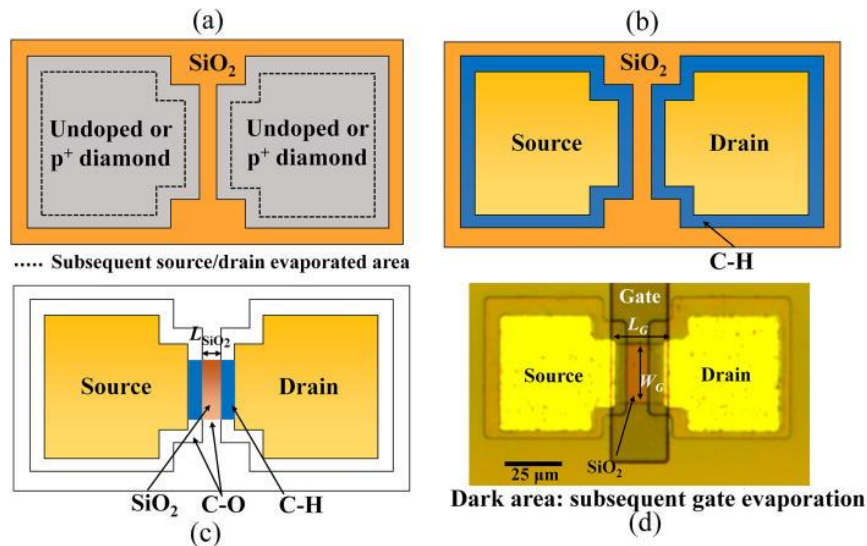 (a)
SiO2
Undoped or
p+ diamond
Undoped or
p+ diamond
..... Subsequent source/drain evaporated area
(b)
SiO2
Source
Drain
C-H
LSiO2
Source
Drain
SiO2
C-O
C-H
(c)
Gate
LG
Source
WG
Drain
SiO2
25 μm
Dark area: subsequent gate evaporation
(d)